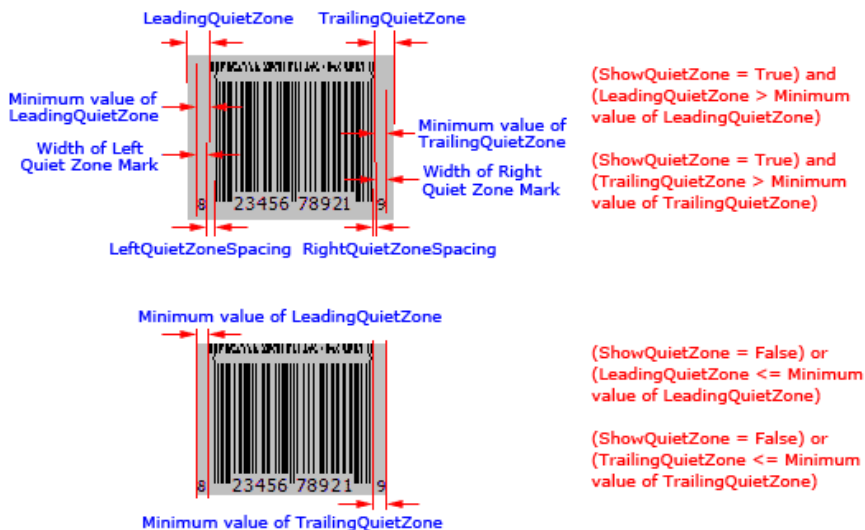 LeadingQuietZone TrailingQuietZone
Minimum value of
LeadingQuietZone
Width of Left
Quiet Zone Mark
Minimum value of
TrailingQuietZone
Width of Right
Quiet Zone Mark
8 23456 78921 9
LeftQuietZoneSpacing RightQuietZoneSpacing
(ShowQuietZone = True) and
(LeadingQuietZone > Minimum
value of LeadingQuietZone)
(ShowQuietZone = True) and
(TrailingQuietZone > Minimum
value of TrailingQuietZone)
Minimum value of LeadingQuietZone
8 23456 78921 9
Minimum value of TrailingQuietZone
(ShowQuietZone = False) or
(LeadingQuietZone <= Minimum
value of LeadingQuietZone)
(ShowQuietZone = False) or
(TrailingQuietZone <= Minimum
value of TrailingQuietZone)